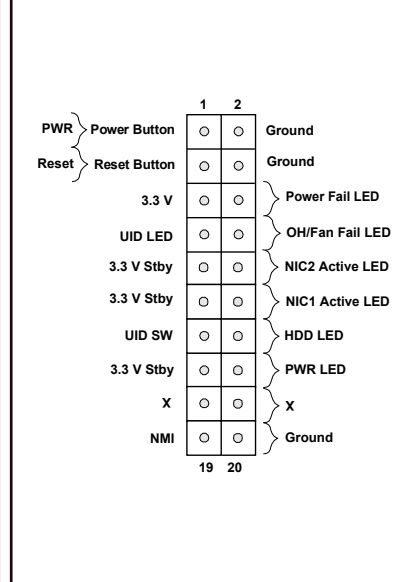 1 2
PWR Power Button Ground
Reset Reset Button Ground
3.3 V Power Fail LED
UID LED OH/Fan Fail LED
3.3 V Stby NIC2 Active LED
3.3 V Stby NIC1 Active LED
UID SW HDD LED
3.3 V Stby PWR LED
X X
NMI Ground
19 20